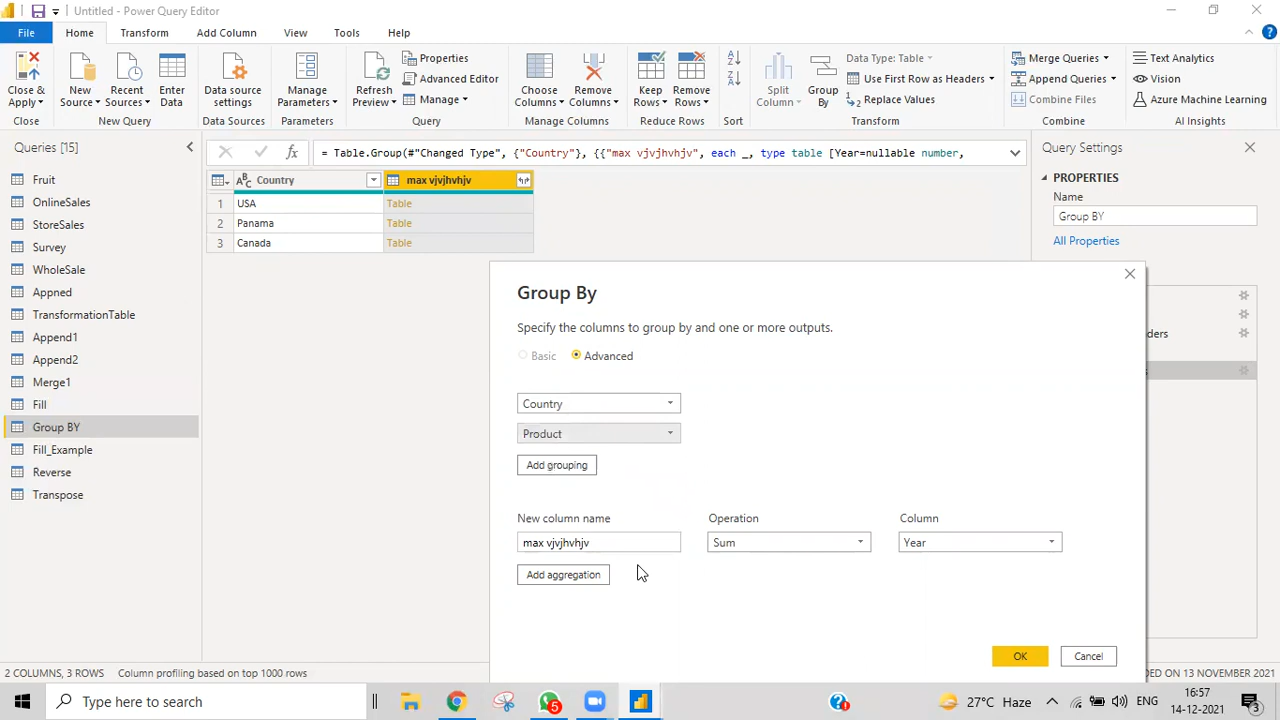 Untitled - Power Query Editor
File Home Transform Add Column View Tools Help
Close & Apply
New Source
Recent Sources
Enter Data
Data source settings
Manage Parameters
Refresh Preview
Properties
Advanced Editor
Manage
Choose Columns
Remove Columns
Keep Rows
Remove Rows
Split Column
Group By
Data Type: Table
Use First Row as Headers
Replace Values
Merge Queries
Append Queries
Combine Files
Text Analytics
Vision
Azure Machine Learning
Close New Query Data Sources Parameters Query Manage Columns Reduce Rows Sort Transform Combine AI Insights
Queries [15]
Fruit
OnlineSales
StoreSales
Survey
WholeSale
Appned
TransformationTable
Append1
Append2
Merge1
Fill
Group BY
Fill_Example
Reverse
Transpose
= Table.Group(#"Changed Type", {"Country"}, {{"max vjvjhvhjv", each _, type table [Year=nullable number,
Country max vjvjhvhjv
1 USA Table
2 Panama Table
3 Canada Table
Query Settings
PROPERTIES
Name
Group BY
All Properties
ders
s
Group By
Specify the columns to group by and one or more outputs.
Basic Advanced
Country
Product
Add grouping
New column name Operation Column
max vjvjhvhjv Sum Year
Add aggregation
OK Cancel
2 COLUMNS, 3 ROWS Column profiling based on top 1000 rows
ED ON 13 NOVEMBER 2021
Type here to search
5
27°C Haze
ENG
16:57
14-12-2021
3